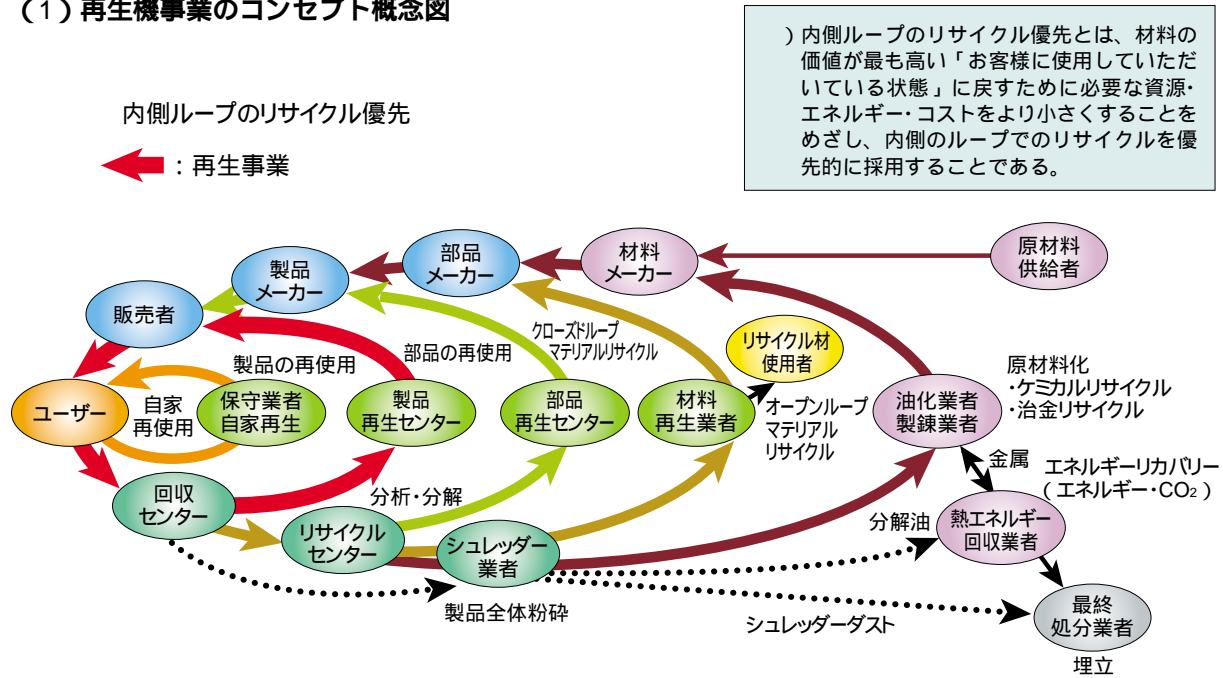 （1）再生機事業のコンセプト概念図
）内側ループのリサイクル優先とは、材料の
価値が最も高い「お客様に使用していただ
いている状態」に戻すために必要な資源・
エネルギー・コストをより小さくすることを
めざし、内側のループでのリサイクルを優
先的に採用することである。
内側ループのリサイクル優先
：再生事業
原材料
供給者
材料
メーカー
部品
メーカー
製品
メーカー
販売者
クローズドループ
マテリアルリサイクル
部品の再使用
製品の再使用
リサイクル材
使用者
原材料化
・ケミカルリサイクル
・冶金リサイクル
ユーザー
自家
再使用
保守業者
自家再生
製品
再生センター
部品
再生センター
材料
再生業者
オープンループ
マテリアル
リサイクル
油化業者
製錬業者
金属
エネルギーリカバリー
（エネルギー・CO2）
回収
センター
分析・分解
リサイクル
センター
シュレッダー
業者
分解油
熱エネルギー
回収業者
製品全体粉砕
シュレッダーダスト
最終
処分業者
埋立